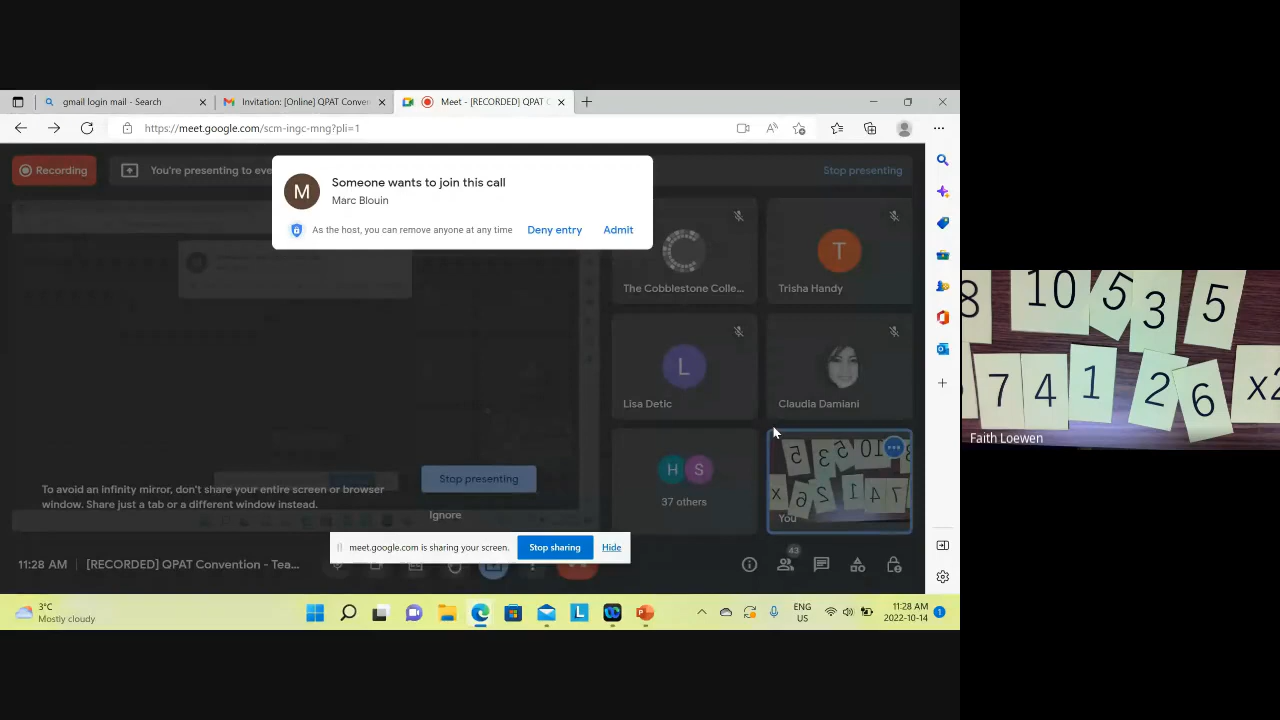 gmail login mail - Search
Invitation: [Online] QPAT Conven
Meet - [RECORDED] QPAT C
https://meet.google.com/scm-ingc-mng?pli=1
Recording
You're presenting to eve
Stop presenting
M
Someone wants to join this call
Marc Blouin
As the host, you can remove anyone at any time
Deny entry
Admit
C
The Cobblestone Colle...
T
Trisha Handy
L
Lisa Detic
Claudia Damiani
H S
37 others
You
To avoid an infinity mirror, don't share your entire screen or browser
window. Share just a tab or a different window instead.
Stop presenting
Ignore
meet.google.com is sharing your screen.
Stop sharing
Hide
11:28 AM
[RECORDED] QPAT Convention - Tea...
43
3°C
Mostly cloudy
ENG
US
11:28 AM
2022-10-14
1
8 10 5 3 5
7 4 1 2 6 x2
Faith Loewen